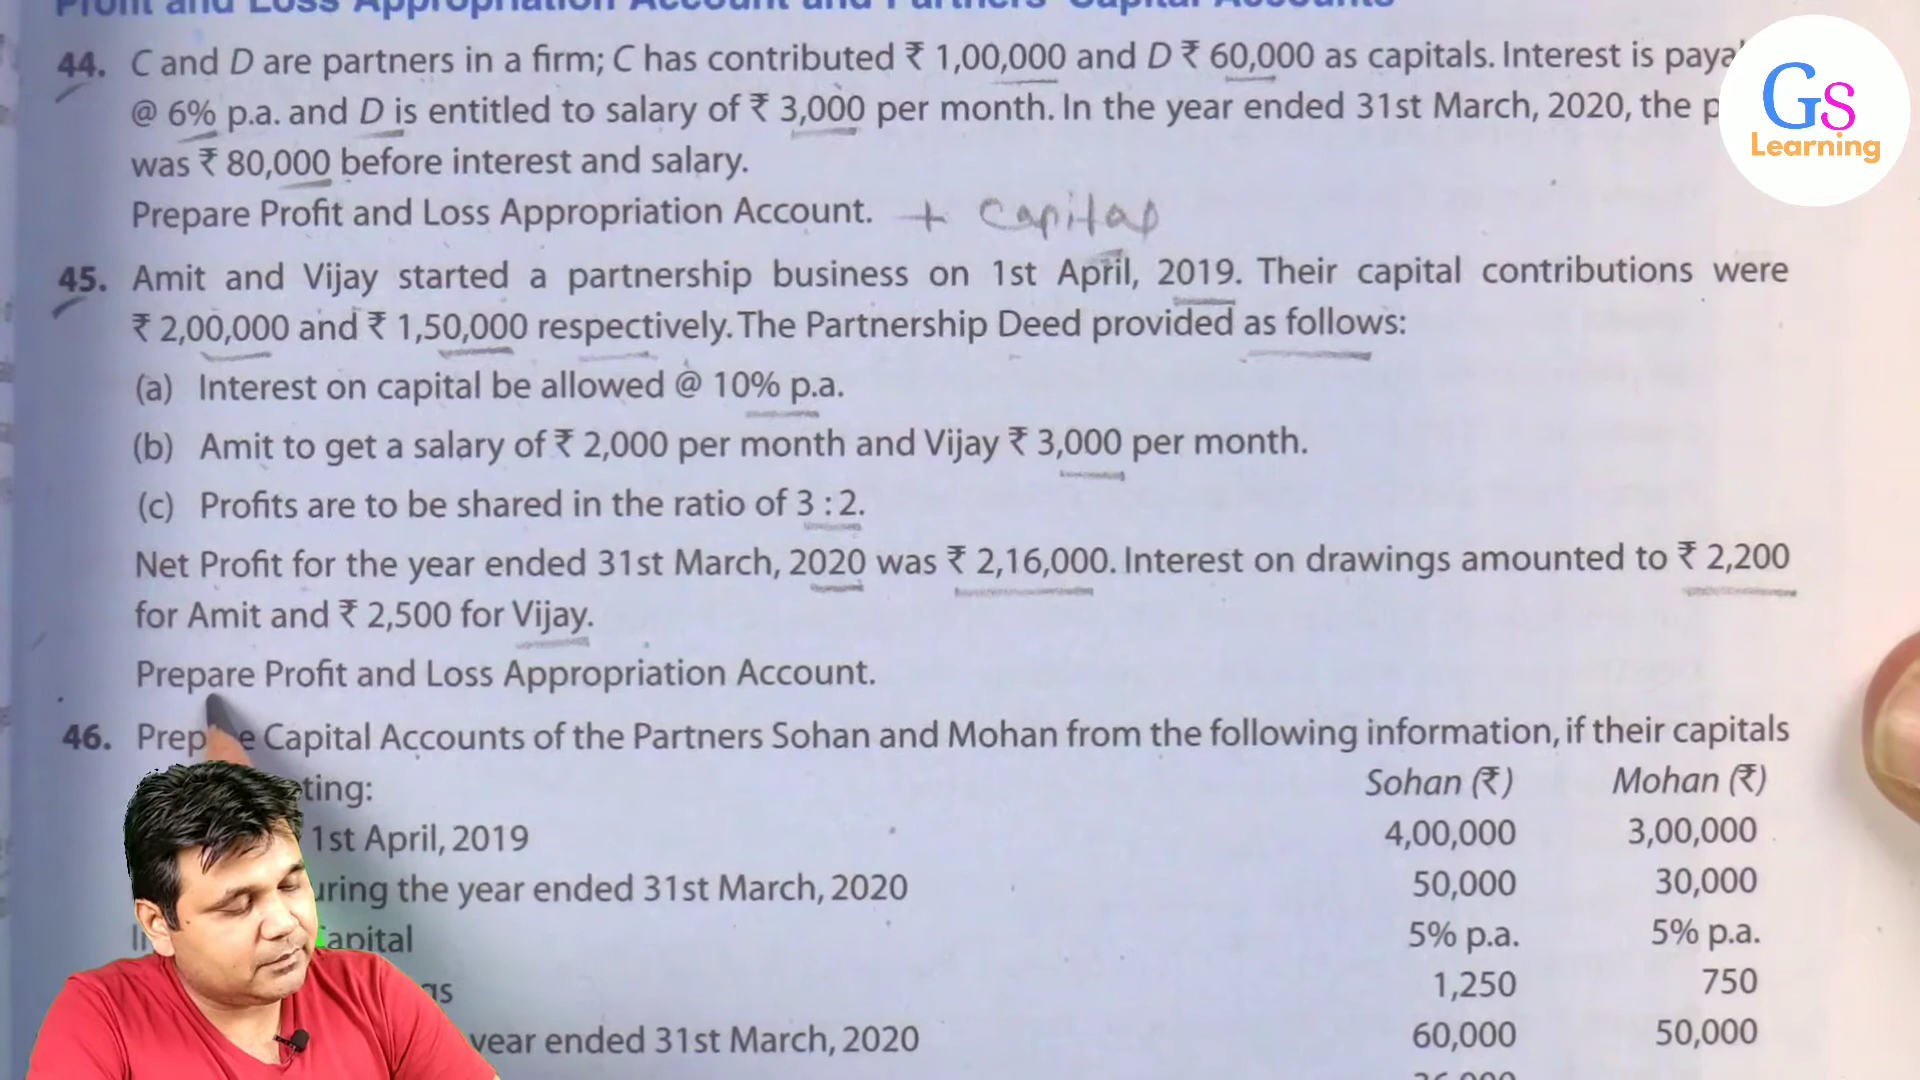 Profit and Loss Appropriation Account and Partners' Capital Accounts
44. C and D are partners in a firm; C has contributed ₹ 1,00,000 and D ₹ 60,000 as capitals. Interest is
@ 6% p.a. and D is entitled to salary of ₹ 3,000 per month. In the year ended 31st March, 2020, the
was ₹ 80,000 before interest and salary.
Prepare Profit and Loss Appropriation Account. + capital
45. Amit and Vijay started a partnership business on 1st April, 2019. Their capital contributions were
₹ 2,00,000 and ₹ 1,50,000 respectively. The Partnership Deed provided as follows:
(a) Interest on capital be allowed @ 10% p.a.
(b) Amit to get a salary of ₹ 2,000 per month and Vijay ₹ 3,000 per month.
(c) Profits are to be shared in the ratio of 3 : 2.
Net Profit for the year ended 31st March, 2020 was ₹ 2,16,000. Interest on drawings amounted to ₹ 2,200
for Amit and ₹ 2,500 for Vijay.
Prepare Profit and Loss Appropriation Account.
46. Capital Accounts of the Partners Sohan and Mohan from the following information, if their capitals
Sohan (₹) Mohan (₹)
1st April, 2019 4,00,000 3,00,000
the year ended 31st March, 2020 50,000 30,000
5% p.a. 5% p.a.
1,250 750
year ended 31st March, 2020 60,000 50,000
GS
Learning